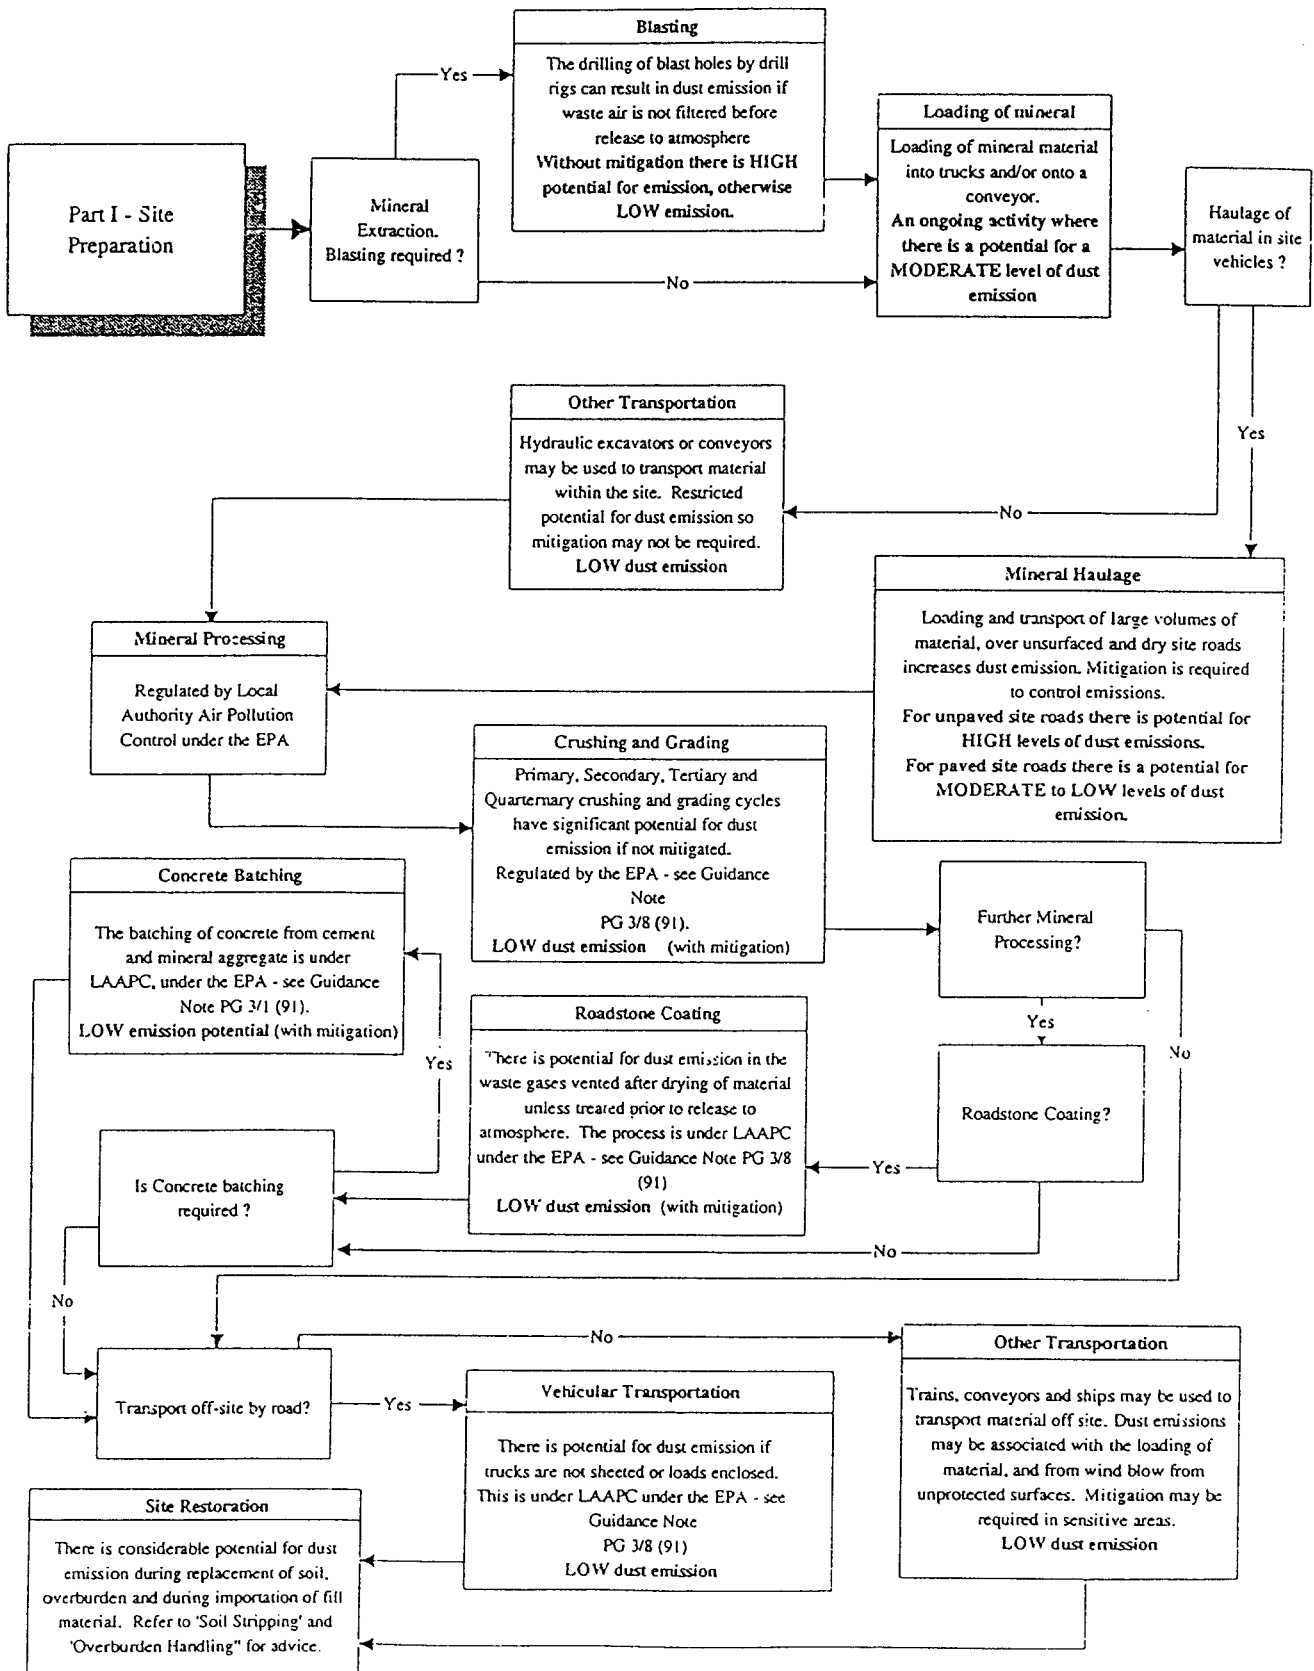 Blasting
The drilling of blast holes by drill
rigs can result in dust emission if
waste air is not filtered before
release to atmosphere
Without mitigation there is HIGH
potential for emission, otherwise
LOW emission.
Yes
Loading of mineral
Loading of mineral material
into trucks and/or onto a
conveyor.
An ongoing activity where
there is a potential for a
MODERATE level of dust
emission
Part I - Site
Preparation
Mineral
Extraction.
Blasting required ?
No
Haulage of
material in site
vehicles ?
Other Transportation
Hydraulic excavators or conveyors
may be used to transport material
within the site. Restricted
potential for dust emission so
mitigation may not be required.
LOW dust emission
No
Yes
Mineral Haulage
Loading and transport of large volumes of
material, over unsurfaced and dry site roads
increases dust emission. Mitigation is required
to control emissions.
For unpaved site roads there is potential for
HIGH levels of dust emissions.
For paved site roads there is a potential for
MODERATE to LOW levels of dust
emission.
Mineral Processing
Regulated by Local
Authority Air Pollution
Control under the EPA
Crushing and Grading
Primary, Secondary, Tertiary and
Quarternary crushing and grading cycles
have significant potential for dust
emission if not mitigated.
Regulated by the EPA - see Guidance
Note
PG 3/8 (91).
LOW dust emission (with mitigation)
Further Mineral
Processing?
Yes
No
Concrete Batching
The batching of concrete from cement
and mineral aggregate is under
LAAPC, under the EPA - see Guidance
Note PG 3/1 (91).
LOW emission potential (with mitigation)
Yes
Roadstone Coating
There is potential for dust emission in the
waste gases vented after drying of material
unless treated prior to release to
atmosphere. The process is under LAAPC
under the EPA - see Guidance Note PG 3/8
(91)
LOW dust emission (with mitigation)
Yes
Roadstone Coating?
Is Concrete batching
required ?
No
No
Transport off-site by road?
No
Yes
Vehicular Transportation
There is potential for dust emission if
trucks are not sheeted or loads enclosed.
This is under LAAPC under the EPA - see
Guidance Note
PG 3/8 (91)
LOW dust emission
Other Transportation
Trains, conveyors and ships may be used to
transport material off site. Dust emissions
may be associated with the loading of
material, and from wind blow from
unprotected surfaces. Mitigation may be
required in sensitive areas.
LOW dust emission
Site Restoration
There is considerable potential for dust
emission during replacement of soil,
overburden and during importation of fill
material. Refer to 'Soil Stripping' and
'Overburden Handling" for advice.